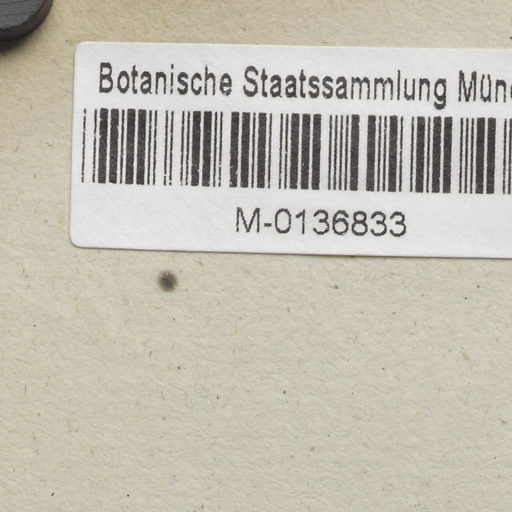 Botanische Staatssammlung Mün
M-0136833